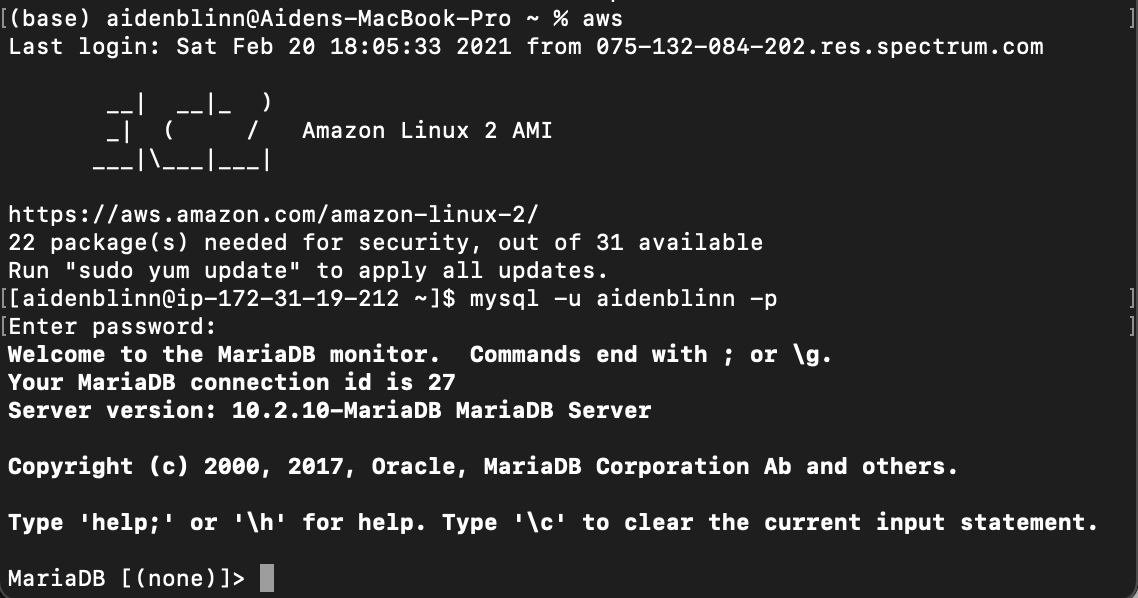 [(base) aidenblinn@Aidens-MacBook-Pro ~ % aws ]
Last login: Sat Feb 20 18:05:33 2021 from 075-132-084-202.res.spectrum.com

       __|  __|_  )
       _|  (     /   Amazon Linux 2 AMI
      ___|\___|___|

https://aws.amazon.com/amazon-linux-2/
22 package(s) needed for security, out of 31 available
Run "sudo yum update" to apply all updates.
[[aidenblinn@ip-172-31-19-212 ~]$ mysql -u aidenblinn -p ]
[Enter password: ]
Welcome to the MariaDB monitor.  Commands end with ; or \g.
Your MariaDB connection id is 27
Server version: 10.2.10-MariaDB MariaDB Server

Copyright (c) 2000, 2017, Oracle, MariaDB Corporation Ab and others.

Type 'help;' or '\h' for help. Type '\c' to clear the current input statement.

MariaDB [(none)]>